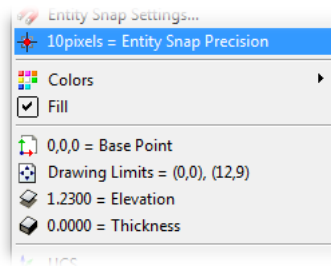 Entity Snap Settings...
10pixels = Entity Snap Precision
Colors
Fill
0,0,0 = Base Point
Drawing Limits = (0,0), (12,9)
1.2300 = Elevation
0.0000 = Thickness
UCS